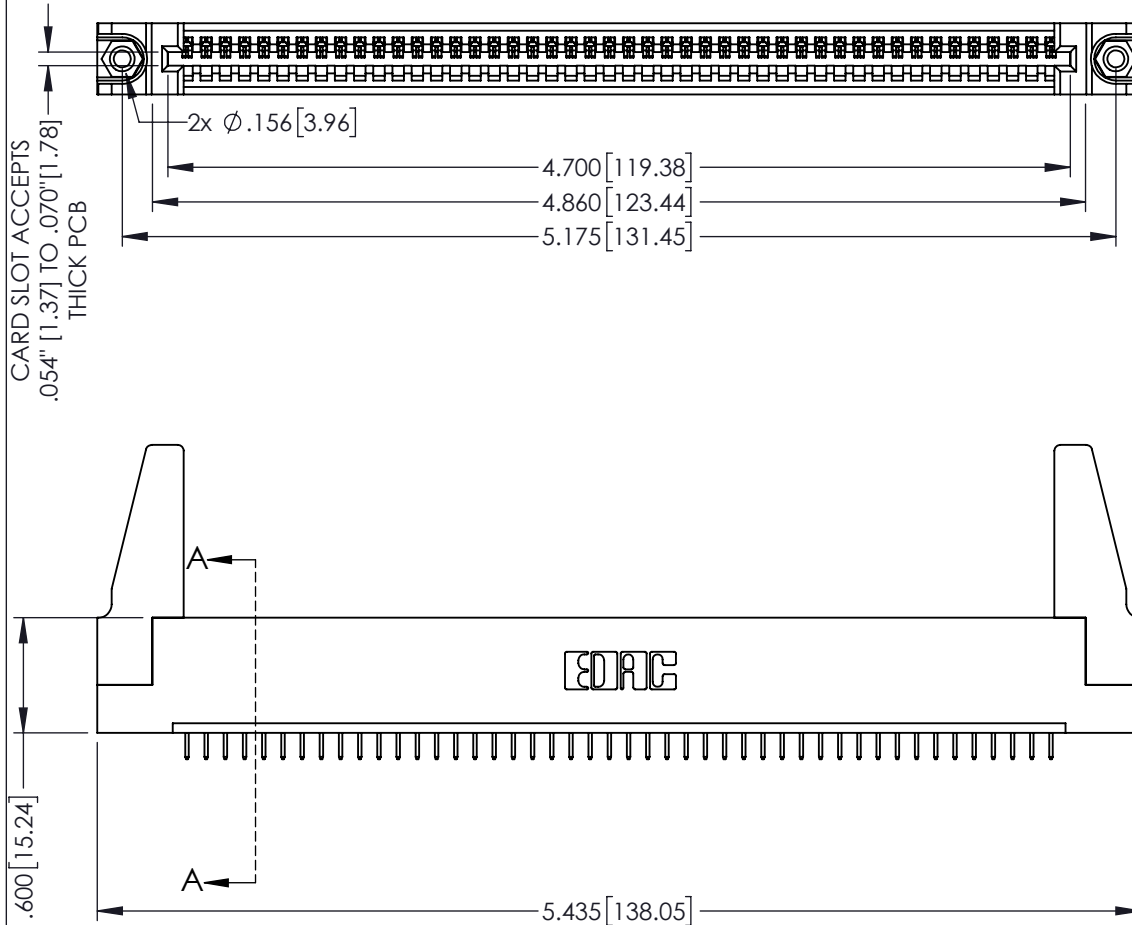 2x Ø.156[3.96]
4.700[119.38]
4.860[123.44]
5.175[131.45]
CARD SLOT ACCEPTS
.054" [1.37] TO .070"[1.78]
THICK PCB
A
EDAC
A
.600[15.24]
5.435[138.05]